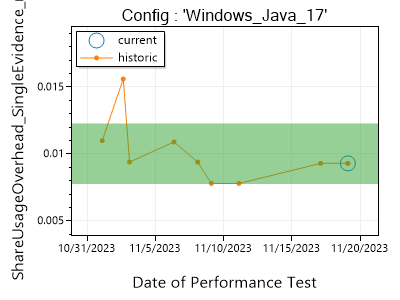 Config : 'Windows_Java_17'
current
historic
ShareUsageOverhead_SingleEvidence_
0.015
0.01
0.005
10/31/2023
11/5/2023
11/10/2023
11/15/2023
11/20/2023
Date of Performance Test